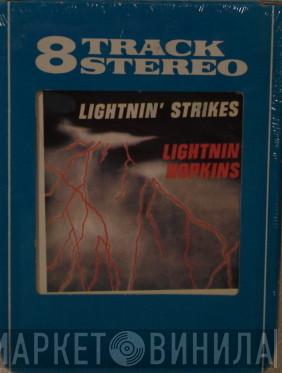 8 TRACK
STEREO
LIGHTNIN' STRIKES
LIGHTNIN
HOPKINS
МАРКЕТ ВИНИЛА